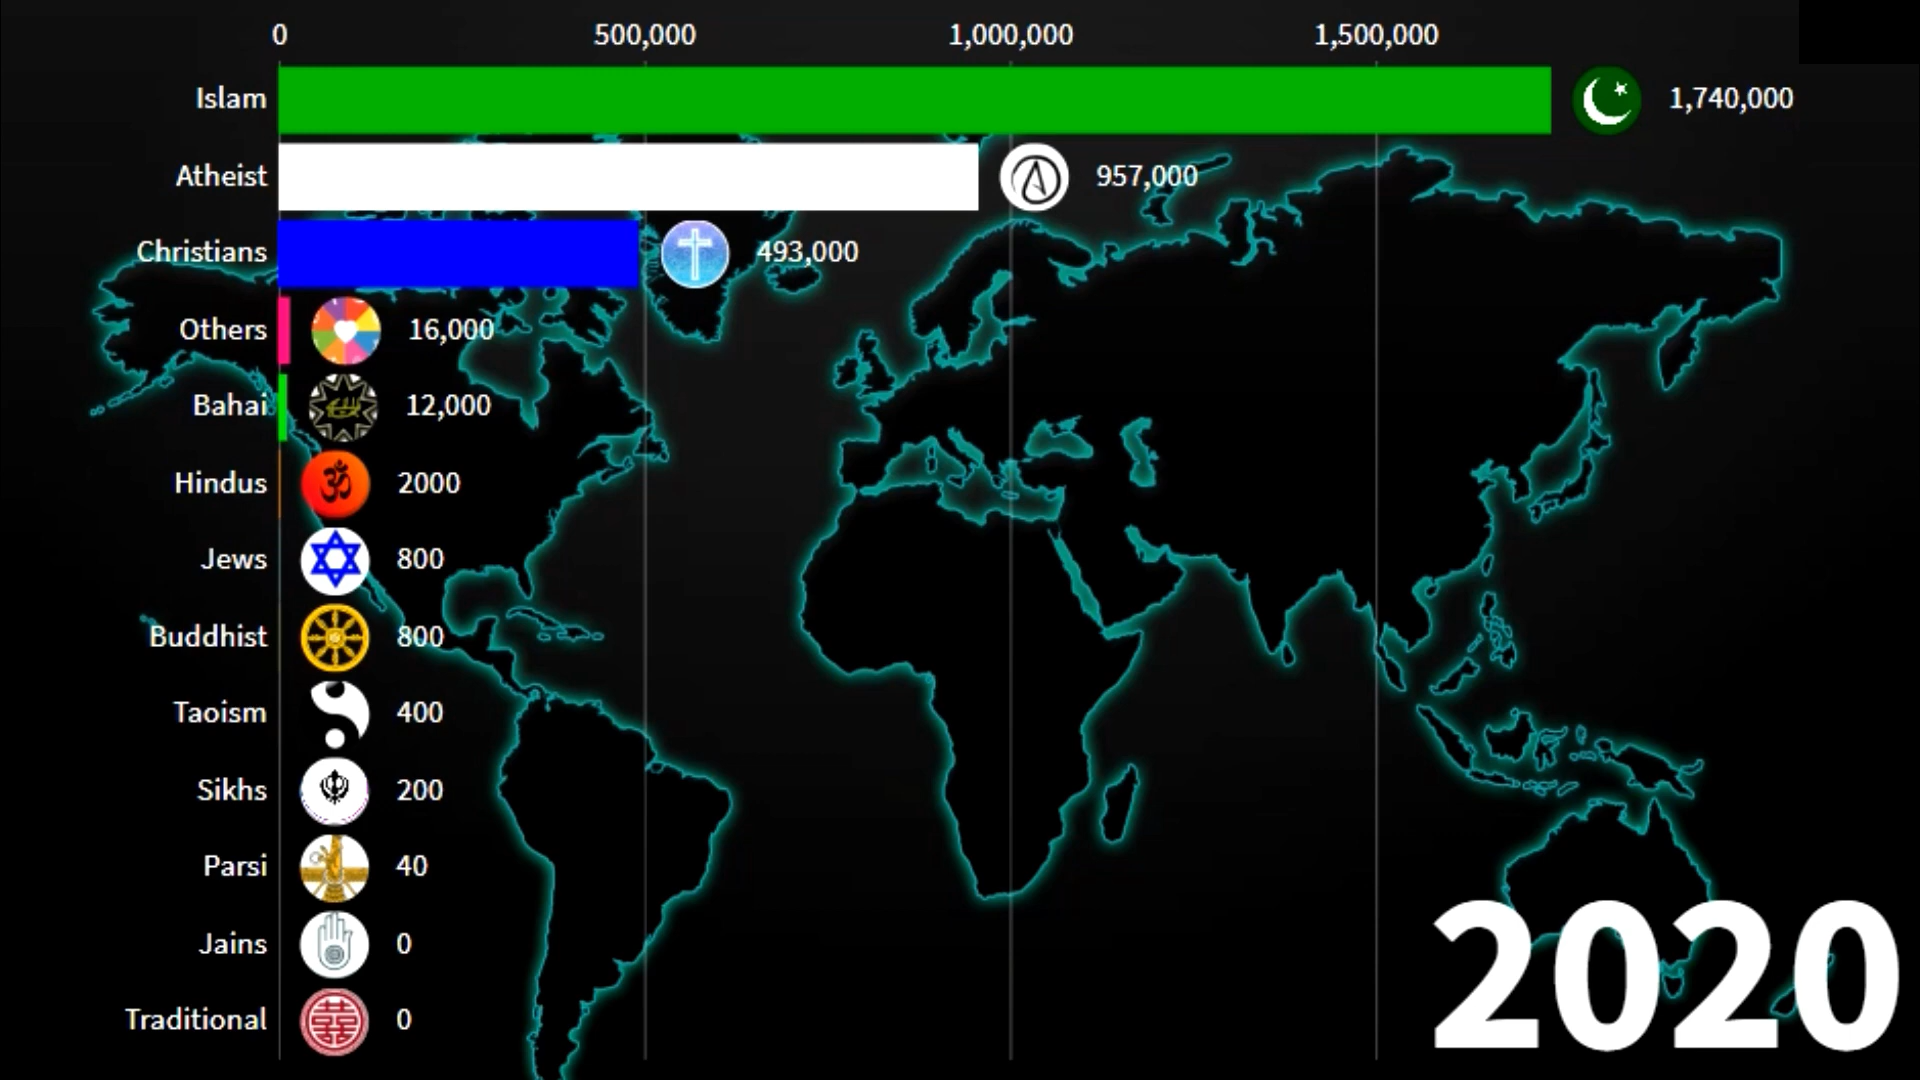 0 500,000 1,000,000 1,500,000
Islam 1,740,000
Atheist 957,000
Christians 493,000
Others 16,000
Bahai 12,000
Hindus 2000
Jews 800
Buddhist 800
Taoism 400
Sikhs 200
Parsi 40
Jains 0
Traditional 0
2020